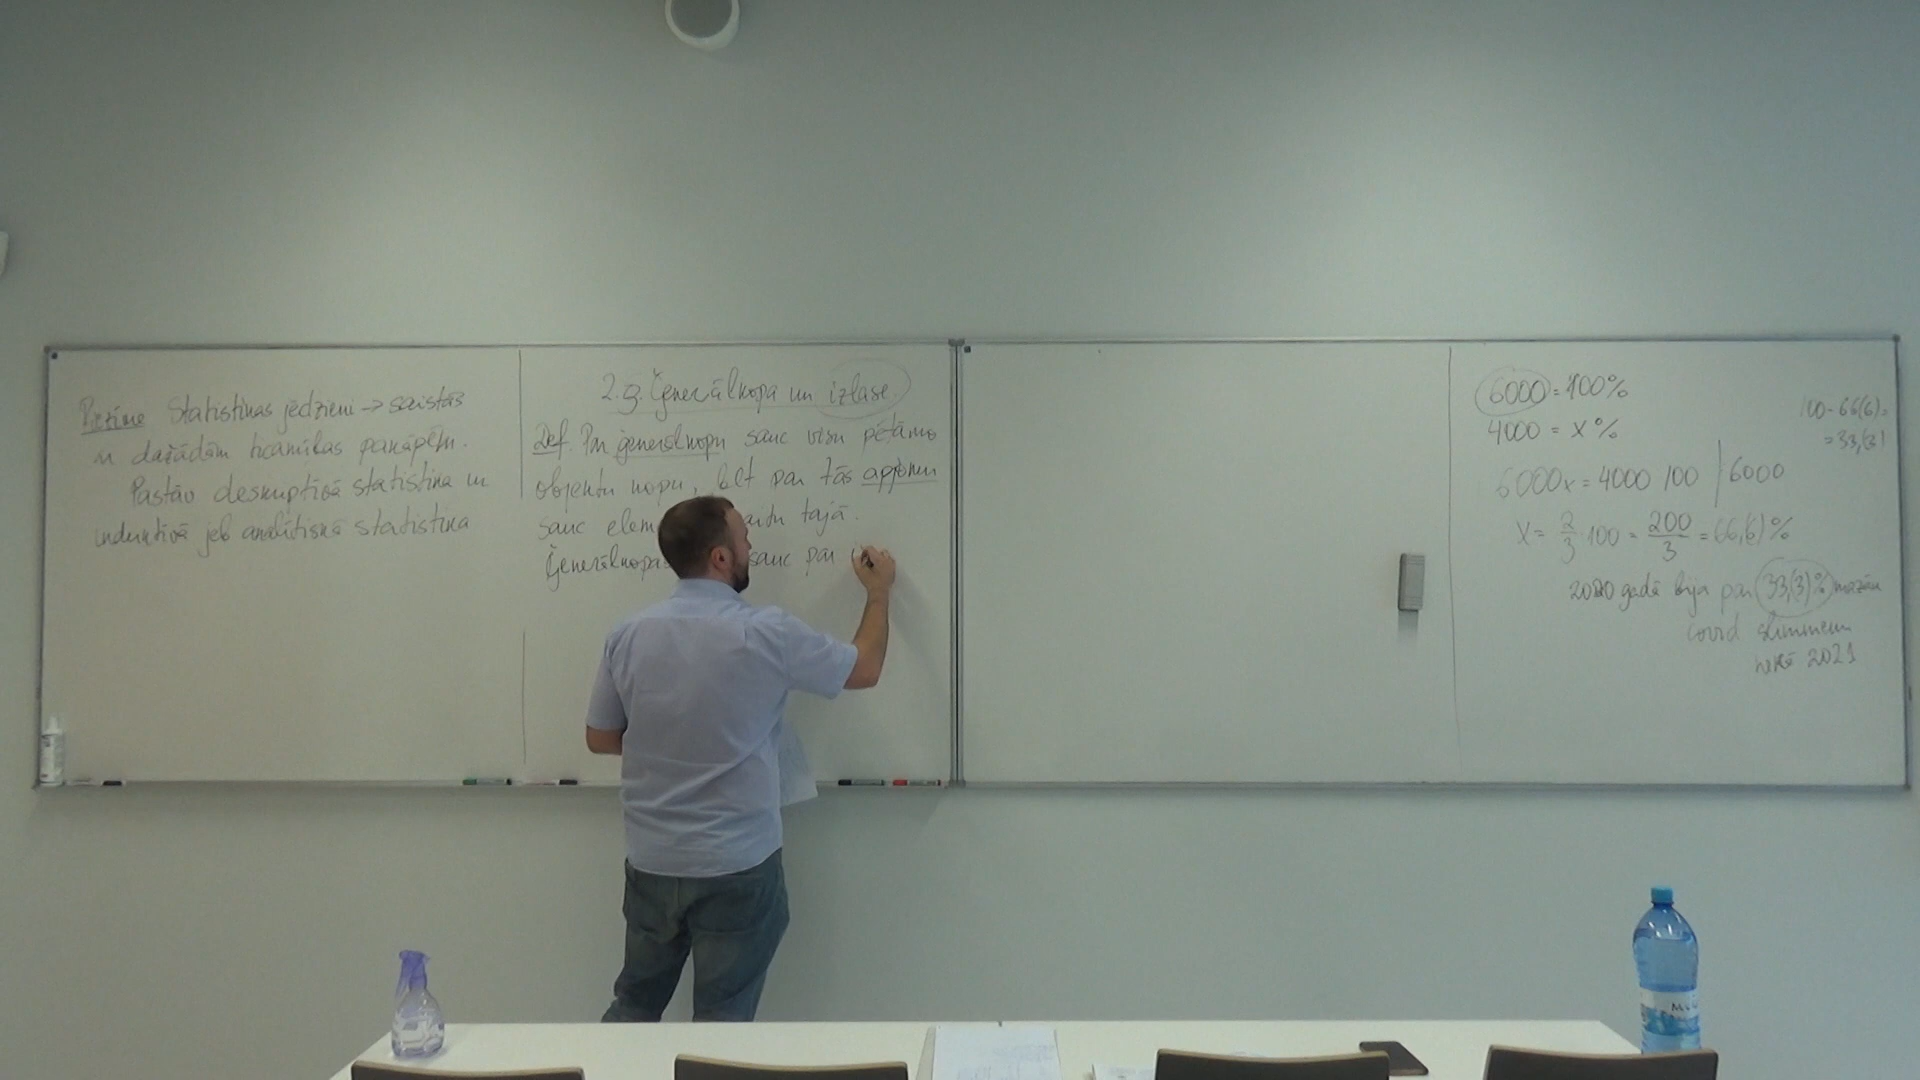 Piezīme Statistikas jēdzieni → saistās
ar dažādām pakāpēm.
Pastāv deskriptīvā statistika un
induktīvā jeb analītiskā statistika
2.3. Ģenerālkopa un izlase.
Def. Par ģenerālkopu sauc visu pētāmo
objektu kopu, bet par tās apjomu
sauc elem aitu tajā.
Ģenerālkopas sauc par
6000 = 100%
4000 = x%
6000x = 4000 100 | 6000
x = 2/3 · 100 = 200/3 = 66,(6)%
100 - 66,(6) =
= 33,(3)
2020 gadā bija par 33,(3)% mazāk
covid slimnieku
nekā 2021